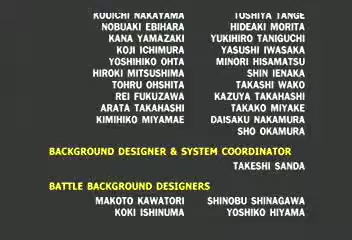 KOUICHI NAKAYAMA TOSHIYA TANGE
NOBUAKI EBIHARA HIDEAKI MORITA
KANA YAMAZAKI YUKIHIRO TANIGUCHI
KOJI ICHIMURA YASUSHI IWASAKA
YOSHIHIKO OHTA MINORI HISAMATSU
HIROKI MITSUSHIMA SHIN IENAKA
TOHRU OHSHITA TAKASHI WAKO
REI FUKUZAWA KAZUYA TAKAHASHI
ARATA TAKAHASHI TAKAKO MIYAKE
KIMIHIKO MIYAMAE DAISAKU NAKAMURA
SHO OKAMURA
BACKGROUND DESIGNER & SYSTEM COORDINATOR
TAKESHI SANDA
BATTLE BACKGROUND DESIGNERS
MAKOTO KAWATORI SHINOBU SHINAGAWA
KOKI ISHINUMA YOSHIKO HIYAMA